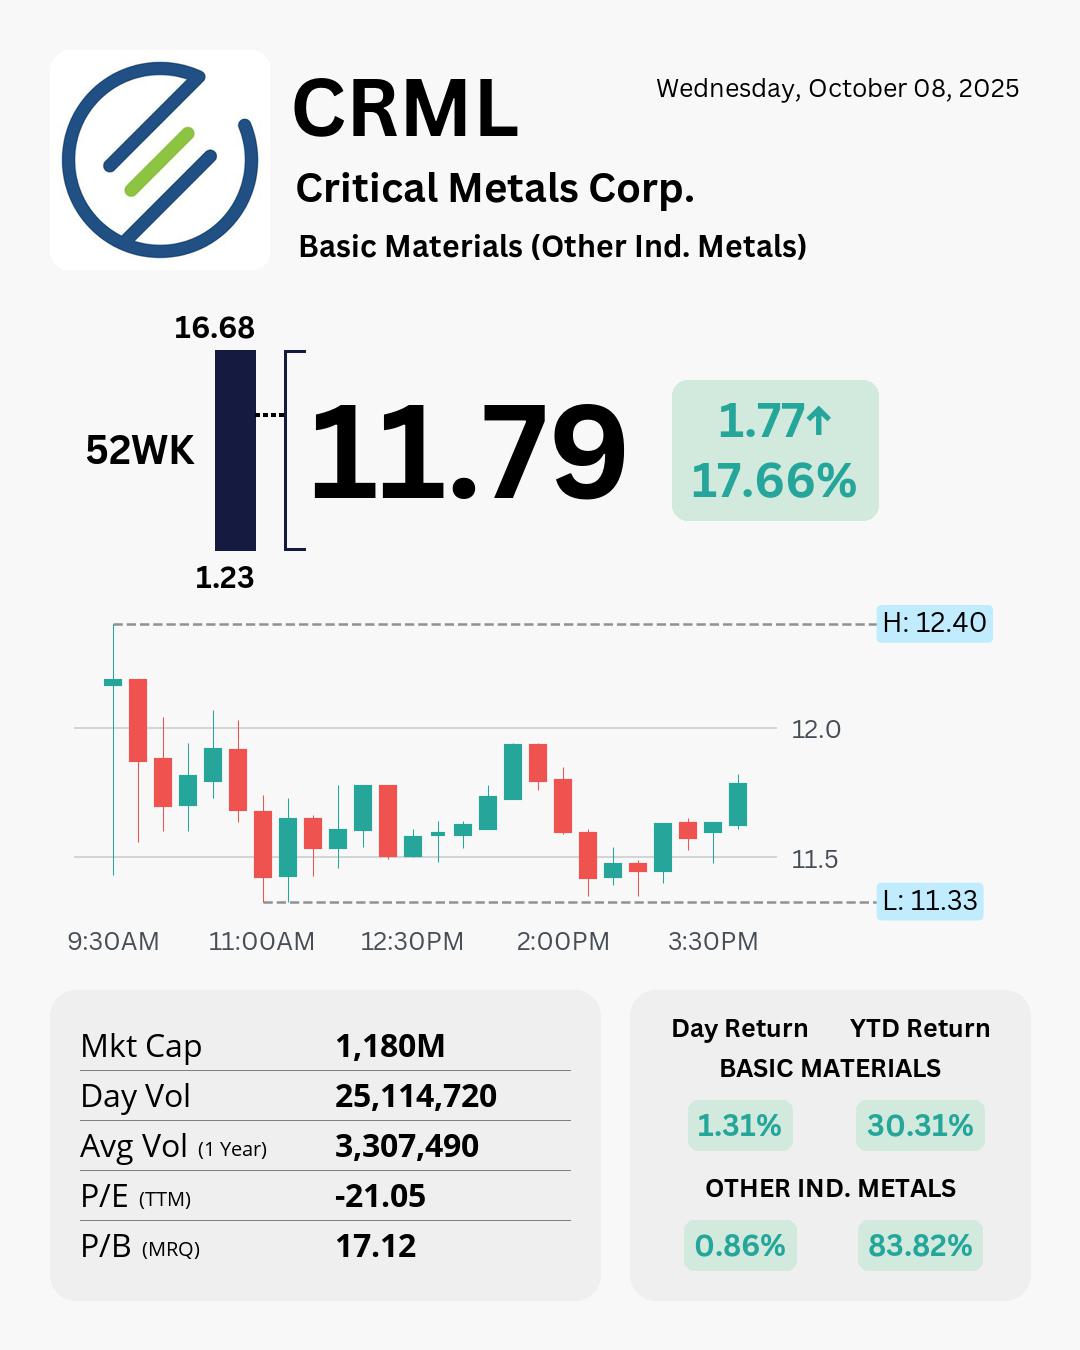 CRML
Wednesday, October 08, 2025
Critical Metals Corp.
Basic Materials (Other Ind. Metals)
16.68
52WK
11.79
1.77↑
17.66%
1.23
H: 12.40
12.0
11.5
L: 11.33
9:30AM 11:00AM 12:30PM 2:00PM 3:30PM
Mkt Cap 1,180M
Day Vol 25,114,720
Avg Vol (1 Year) 3,307,490
P/E (TTM) -21.05
P/B (MRQ) 17.12
Day Return YTD Return
BASIC MATERIALS
1.31% 30.31%
OTHER IND. METALS
0.86% 83.82%